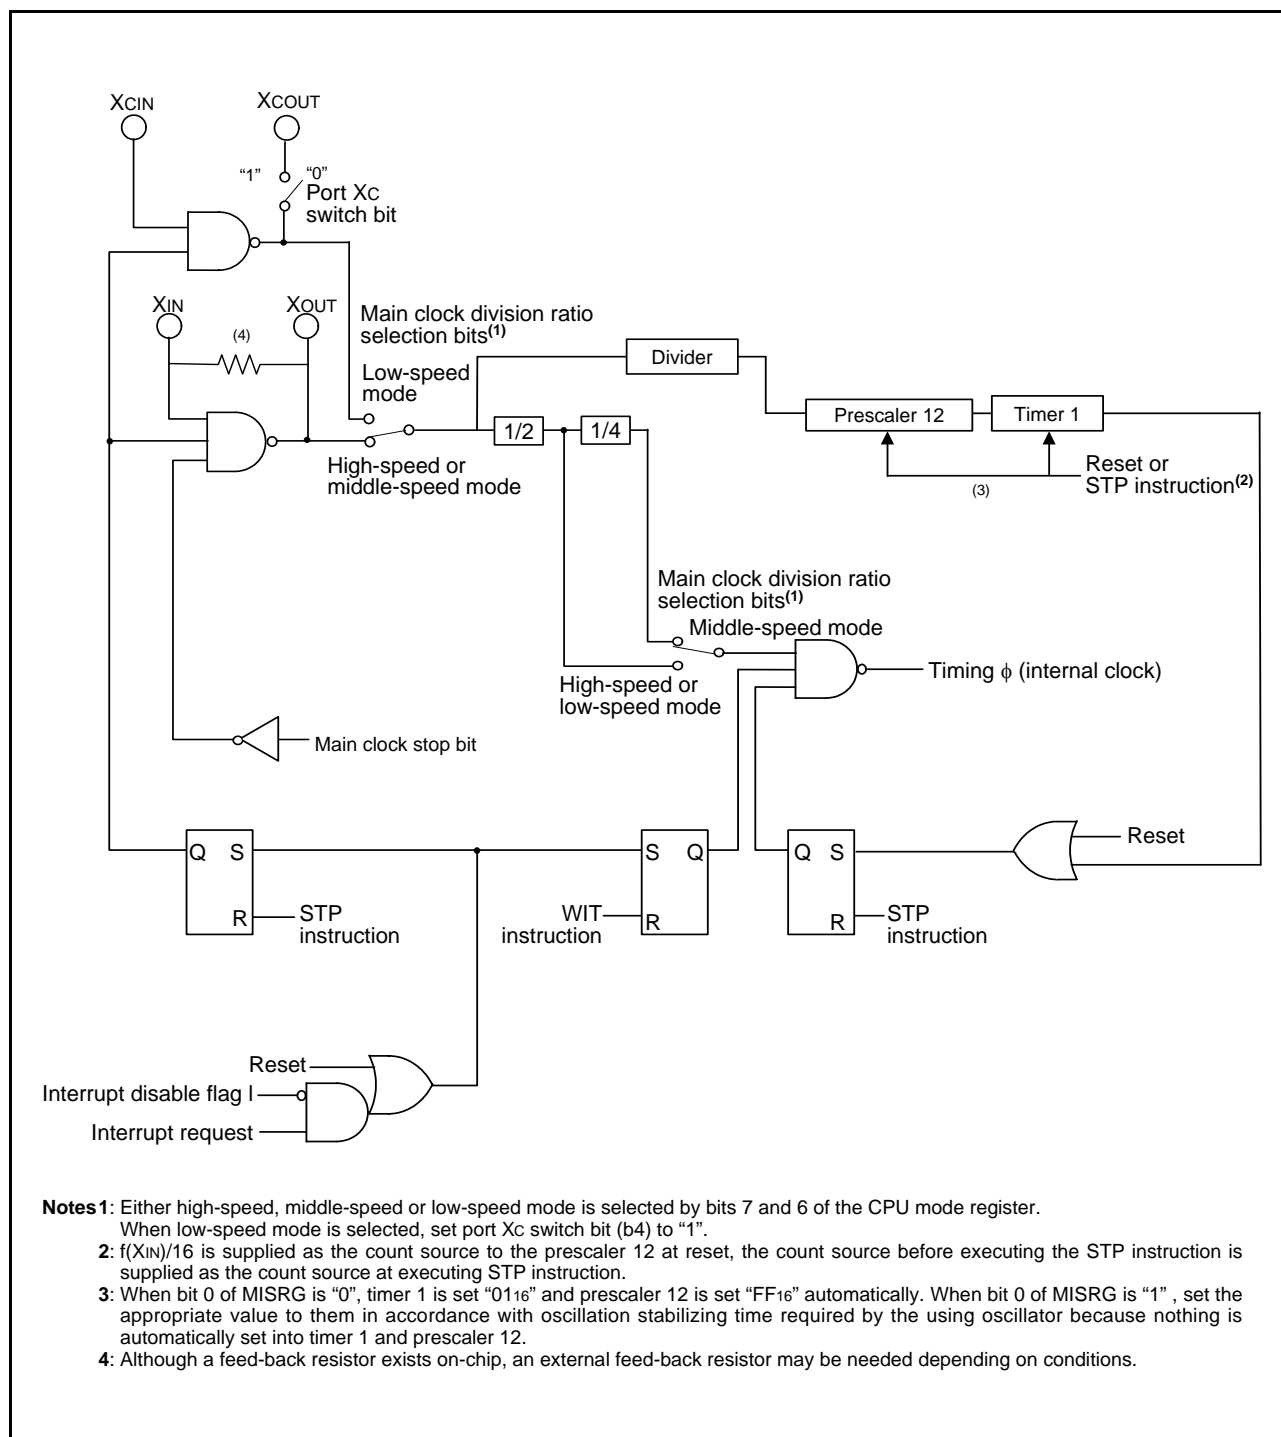 XCIN
XCOUT
“1”
“0”
Port XC
switch bit
XIN
XOUT
(4)
Main clock division ratio
selection bits(1)
Low-speed
mode
Divider
Prescaler 12
Timer 1
1/2
1/4
High-speed or
middle-speed mode
(3)
Reset or
STP instruction(2)
Main clock division ratio
selection bits(1)
Middle-speed mode
Timing ϕ (internal clock)
High-speed or
low-speed mode
Main clock stop bit
Q
S
R
STP
instruction
S
Q
R
WIT
instruction
Q
S
R
STP
instruction
Reset
Reset
Interrupt disable flag I
Interrupt request
Notes1: Either high-speed, middle-speed or low-speed mode is selected by bits 7 and 6 of the CPU mode register.
When low-speed mode is selected, set port XC switch bit (b4) to “1”.
2: f(XIN)/16 is supplied as the count source to the prescaler 12 at reset, the count source before executing the STP instruction is
supplied as the count source at executing STP instruction.
3: When bit 0 of MISRG is “0”, timer 1 is set “0116” and prescaler 12 is set “FF16” automatically. When bit 0 of MISRG is “1” , set the
appropriate value to them in accordance with oscillation stabilizing time required by the using oscillator because nothing is
automatically set into timer 1 and prescaler 12.
4: Although a feed-back resistor exists on-chip, an external feed-back resistor may be needed depending on conditions.